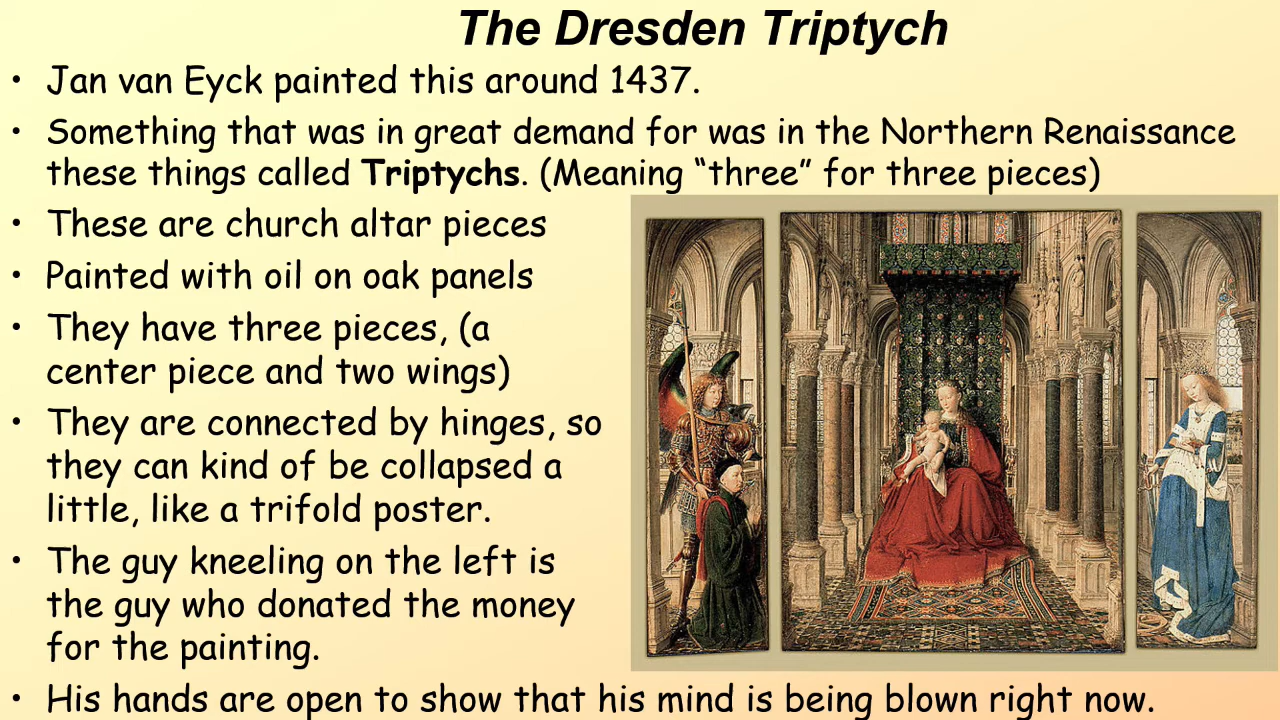 The Dresden Triptych
• Jan van Eyck painted this around 1437.
• Something that was in great demand for was in the Northern Renaissance
these things called Triptychs. (Meaning “three” for three pieces)
• These are church altar pieces
• Painted with oil on oak panels
• They have three pieces, (a
center piece and two wings)
• They are connected by hinges, so
they can kind of be collapsed a
little, like a trifold poster.
• The guy kneeling on the left is
the guy who donated the money
for the painting.
• His hands are open to show that his mind is being blown right now.